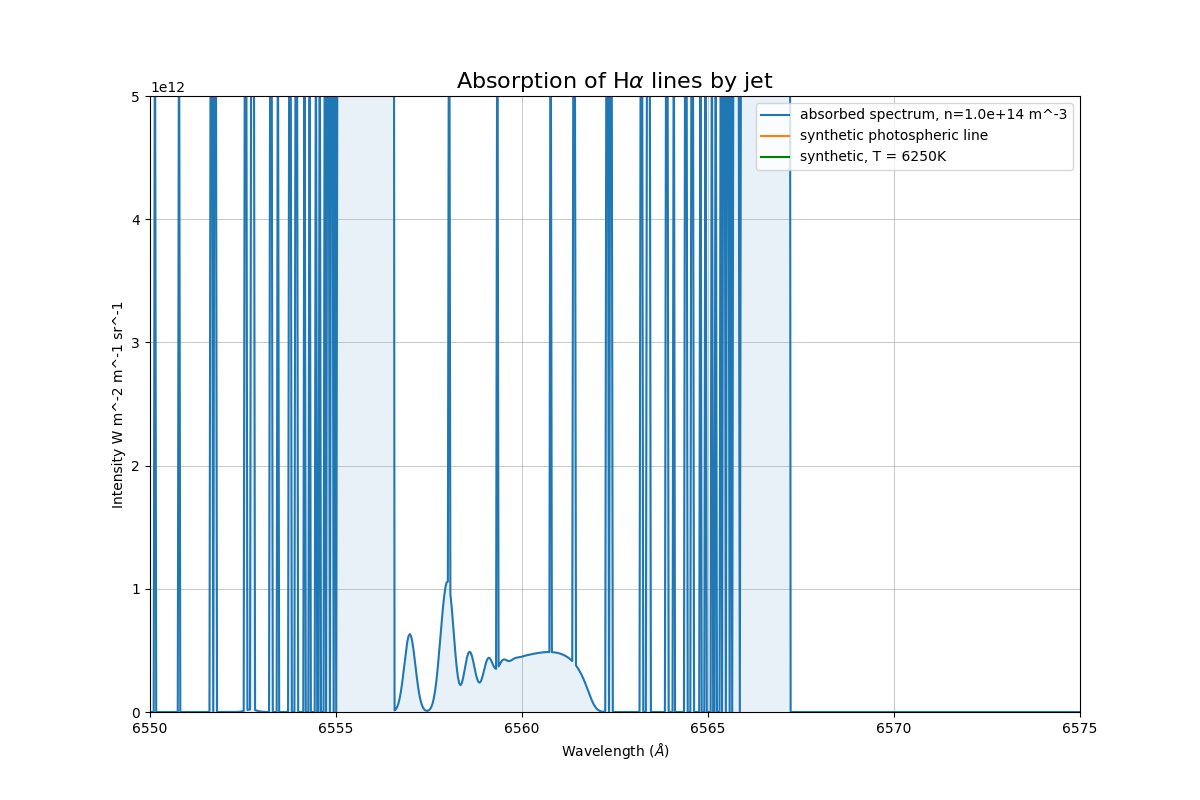 Absorption of Hα lines by jet
1e12
absorbed spectrum, n=1.0e+14 m^-3
synthetic photospheric line
synthetic, T = 6250K
5
4
3
2
1
0
Intensity W m^-2 m^-1 sr^-1
6550 6555 6560 6565 6570 6575
Wavelength (Å)